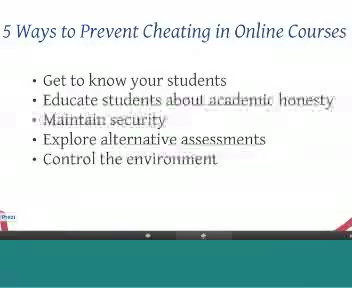 5 Ways to Prevent Cheating in Online Courses
• Get to know your students
• Educate students about academic honesty
• Maintain security
• Explore alternative assessments
• Control the environment
Prezi